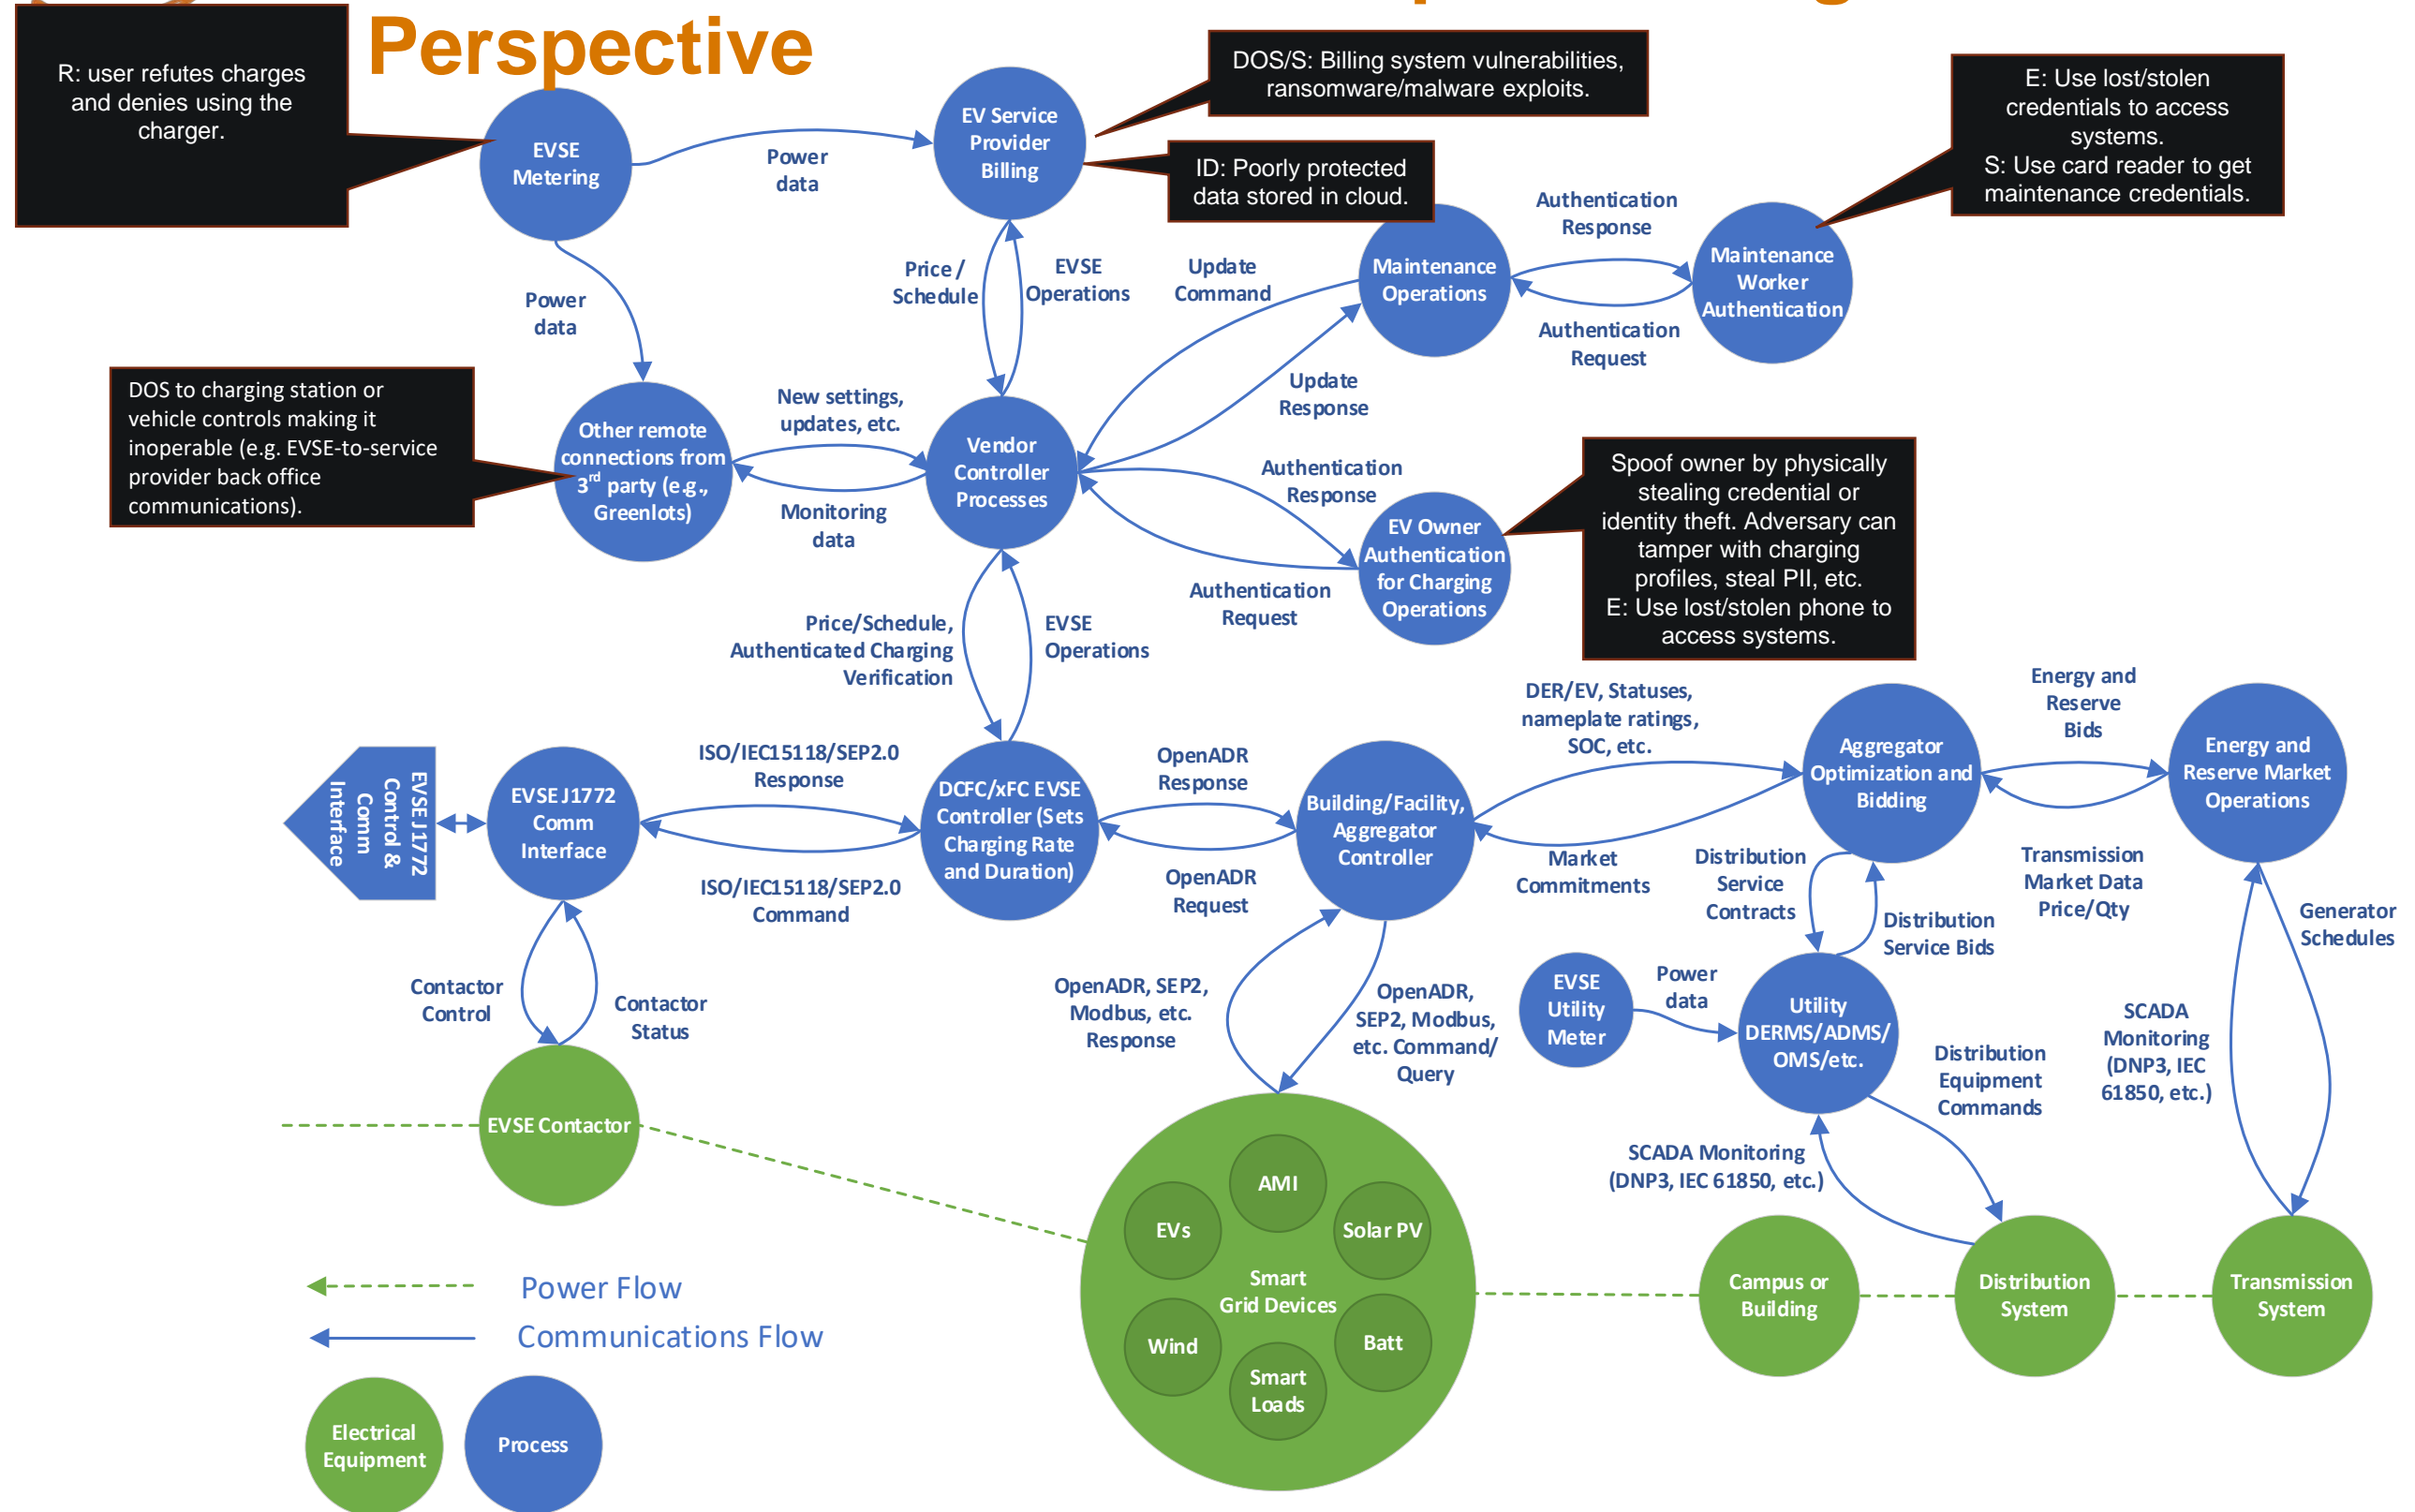 Perspective
R: user refutes charges
and denies using the
charger.
DOS/S: Billing system vulnerabilities,
ransomware/malware exploits.
ID: Poorly protected
data stored in cloud.
E: Use lost/stolen
credentials to access
systems.
S: Use card reader to get
maintenance credentials.
EVSE
Metering
Power
data
EV Service
Provider
Billing
Power
data
Price /
Schedule
EVSE
Operations
Update
Command
Maintenance
Operations
Authentication
Response
Authentication
Request
Maintenance
Worker
Authentication
Update
Response
DOS to charging station or
vehicle controls making it
inoperable (e.g. EVSE-to-service
provider back office
communications).
Other remote
connections from
3rd party (e.g.,
Greenlots)
New settings,
updates, etc.
Monitoring
data
Vendor
Controller
Processes
Authentication
Response
Authentication
Request
EV Owner
Authentication
for Charging
Operations
Spoof owner by physically
stealing credential or
identity theft. Adversary can
tamper with charging
profiles, steal PII, etc.
E: Use lost/stolen phone to
access systems.
Price/Schedule,
Authenticated Charging
Verification
EVSE
Operations
EVSE J1772
Control &
Comm
Interface
EVSE J1772
Comm
Interface
ISO/IEC15118/SEP2.0
Response
ISO/IEC15118/SEP2.0
Command
DCFC/xFC EVSE
Controller (Sets
Charging Rate
and Duration)
OpenADR
Response
OpenADR
Request
Building/Facility,
Aggregator
Controller
DER/EV, Statuses,
nameplate ratings,
SOC, etc.
Market
Commitments
Aggregator
Optimization and
Bidding
Energy and
Reserve
Bids
Transmission
Market Data
Price/Qty
Energy and
Reserve Market
Operations
Distribution
Service
Contracts
Distribution
Service Bids
Generator
Schedules
Contactor
Control
Contactor
Status
OpenADR, SEP2,
Modbus, etc.
Response
OpenADR,
SEP2, Modbus,
etc. Command/
Query
EVSE
Utility
Meter
Power
data
Utility
DERMS/ADMS/
OMS/etc.
Distribution
Equipment
Commands
SCADA
Monitoring
(DNP3, IEC
61850, etc.)
SCADA Monitoring
(DNP3, IEC 61850, etc.)
EVSE Contactor
AMI
EVs
Solar PV
Smart
Grid Devices
Wind
Batt
Smart
Loads
Campus or
Building
Distribution
System
Transmission
System
Power Flow
Communications Flow
Electrical
Equipment
Process